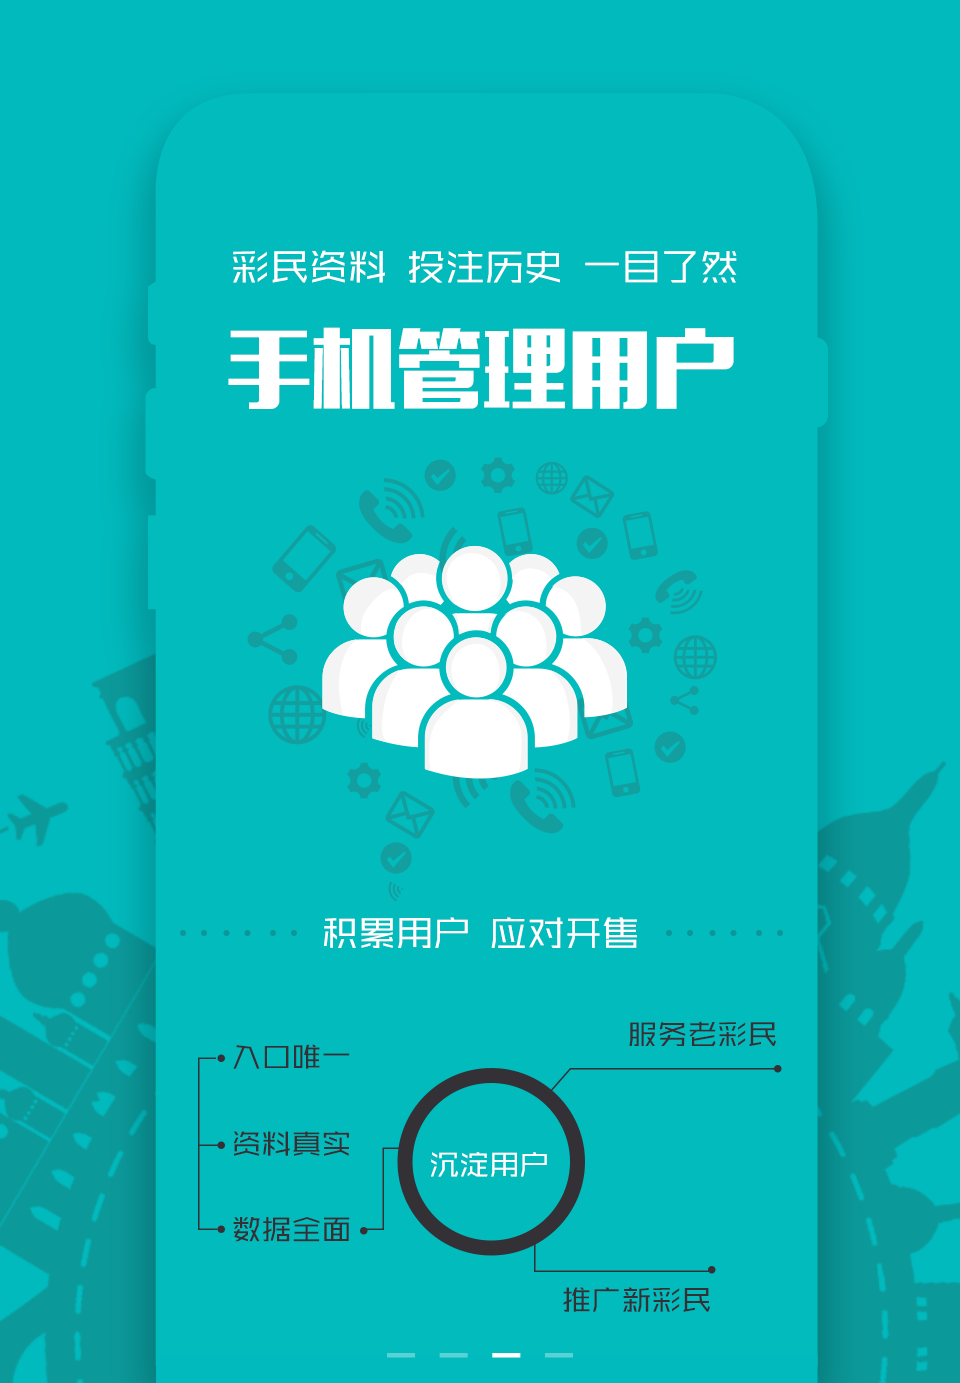 彩民资料 投注历史 一目了然
手机管理用户
积累用户 应对开售
服务老彩民
入口唯一
资料真实
沉淀用户
数据全面
推广新彩民